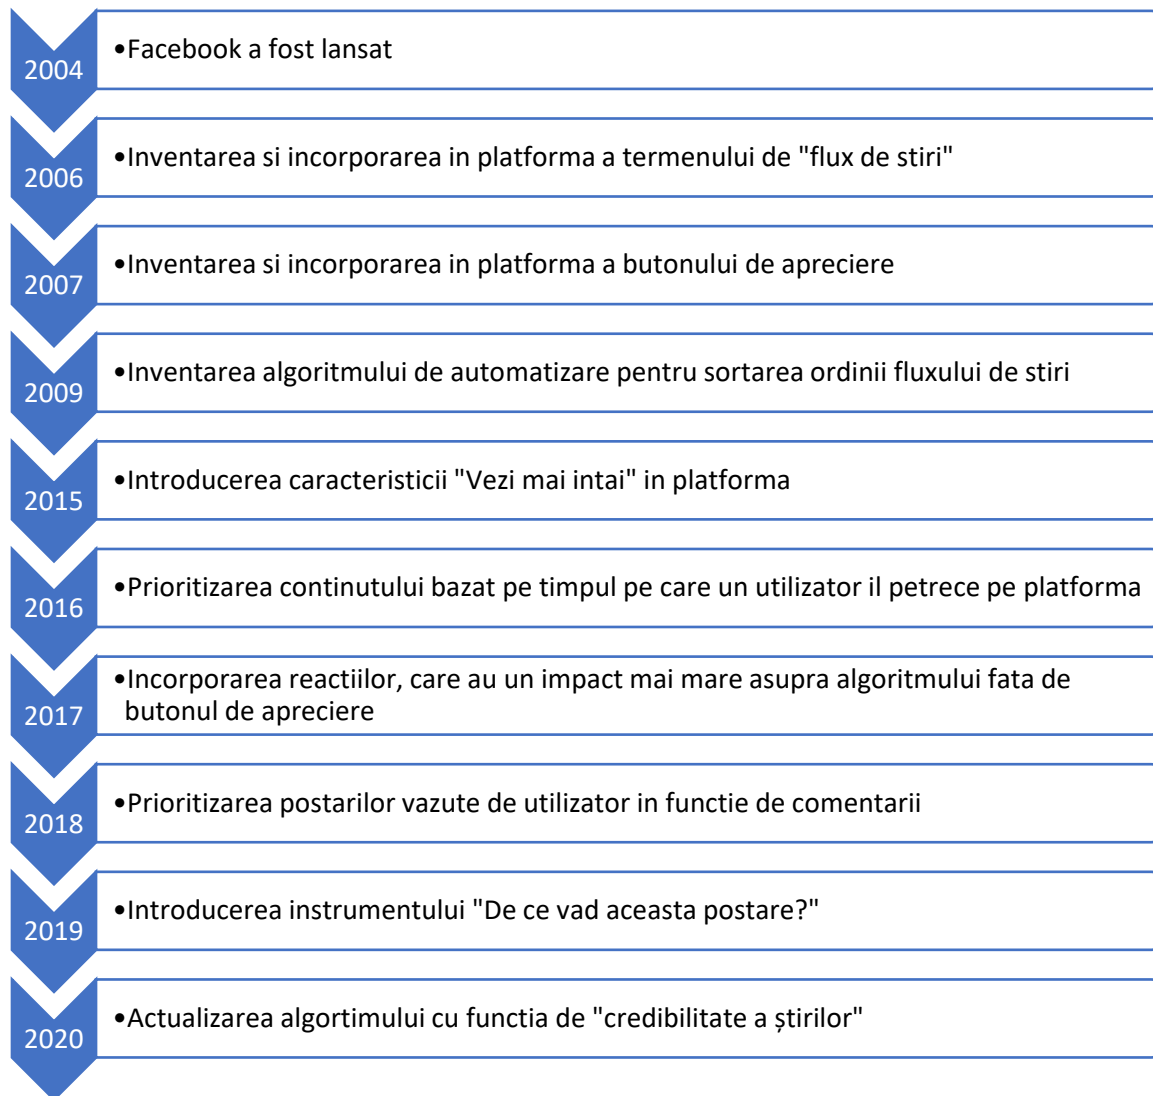 2004
•Facebook a fost lansat
2006
•Inventarea si incorporarea in platforma a termenului de "flux de stiri"
2007
•Inventarea si incorporarea in platforma a butonului de apreciere
2009
•Inventarea algoritmului de automatizare pentru sortarea ordinii fluxului de stiri
2015
•Introducerea caracteristicii "Vezi mai intai" in platforma
2016
•Prioritizarea continutului bazat pe timpul pe care un utilizator il petrece pe platforma
2017
•Incorporarea reactiilor, care au un impact mai mare asupra algoritmului fata de
butonul de apreciere
2018
•Prioritizarea postarilor vazute de utilizator in functie de comentarii
2019
•Introducerea instrumentului "De ce vad aceasta postare?"
2020
•Actualizarea algortimului cu functia de "credibilitate a știrilor"